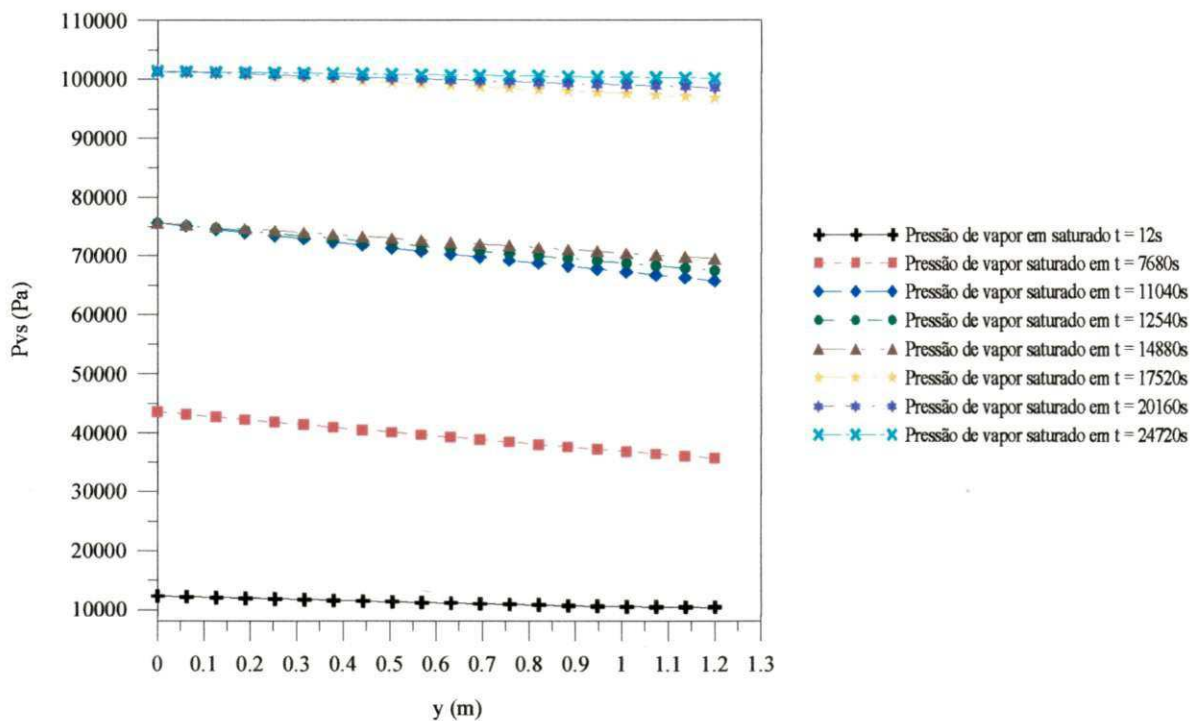 110000
100000
90000
80000
70000
60000
50000
40000
30000
20000
10000
Pvs (Pa)
0 0.1 0.2 0.3 0.4 0.5 0.6 0.7 0.8 0.9 1 1.1 1.2 1.3
y (m)
Pressão de vapor em saturado t = 12s
Pressão de vapor saturado em t = 7680s
Pressão de vapor saturado em t = 11040s
Pressão de vapor saturado em t = 12540s
Pressão de vapor saturado em t = 14880s
Pressão de vapor saturado em t = 17520s
Pressão de vapor saturado em t = 20160s
Pressão de vapor saturado em t = 24720s